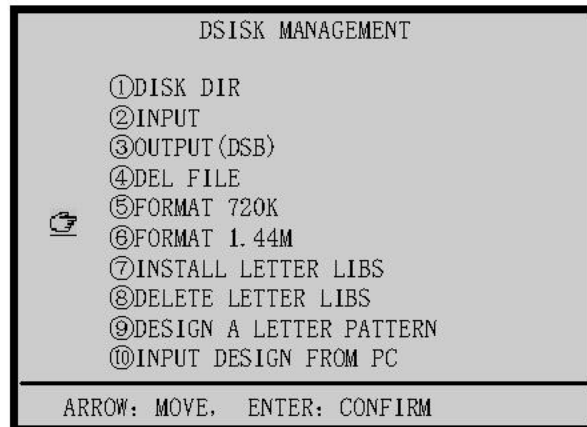 DSISK MANAGEMENT
①DISK DIR
②INPUT
③OUTPUT(DSB)
④DEL FILE
⑤FORMAT 720K
⑥FORMAT 1.44M
⑦INSTALL LETTER LIBS
⑧DELETE LETTER LIBS
⑨DESIGN A LETTER PATTERN
⑩INPUT DESIGN FROM PC
ARROW: MOVE, ENTER: CONFIRM